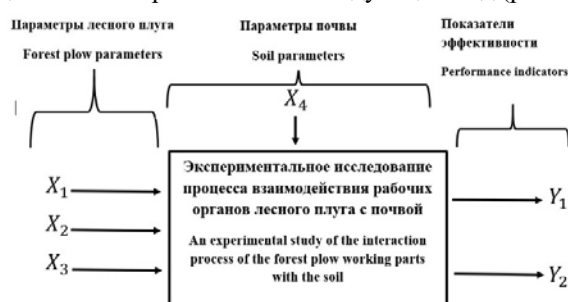 Параметры лесного плуга
Forest plow parameters
Параметры почвы
Soil parameters
Показатели
эффективности
Performance indicators
X₄
X₁
X₂
X₃
Экспериментальное исследование
процесса взаимодействия рабочих
органов лесного плуга с почвой
An experimental study of the interaction
process of the forest plow working parts
with the soil
Y₁
Y₂